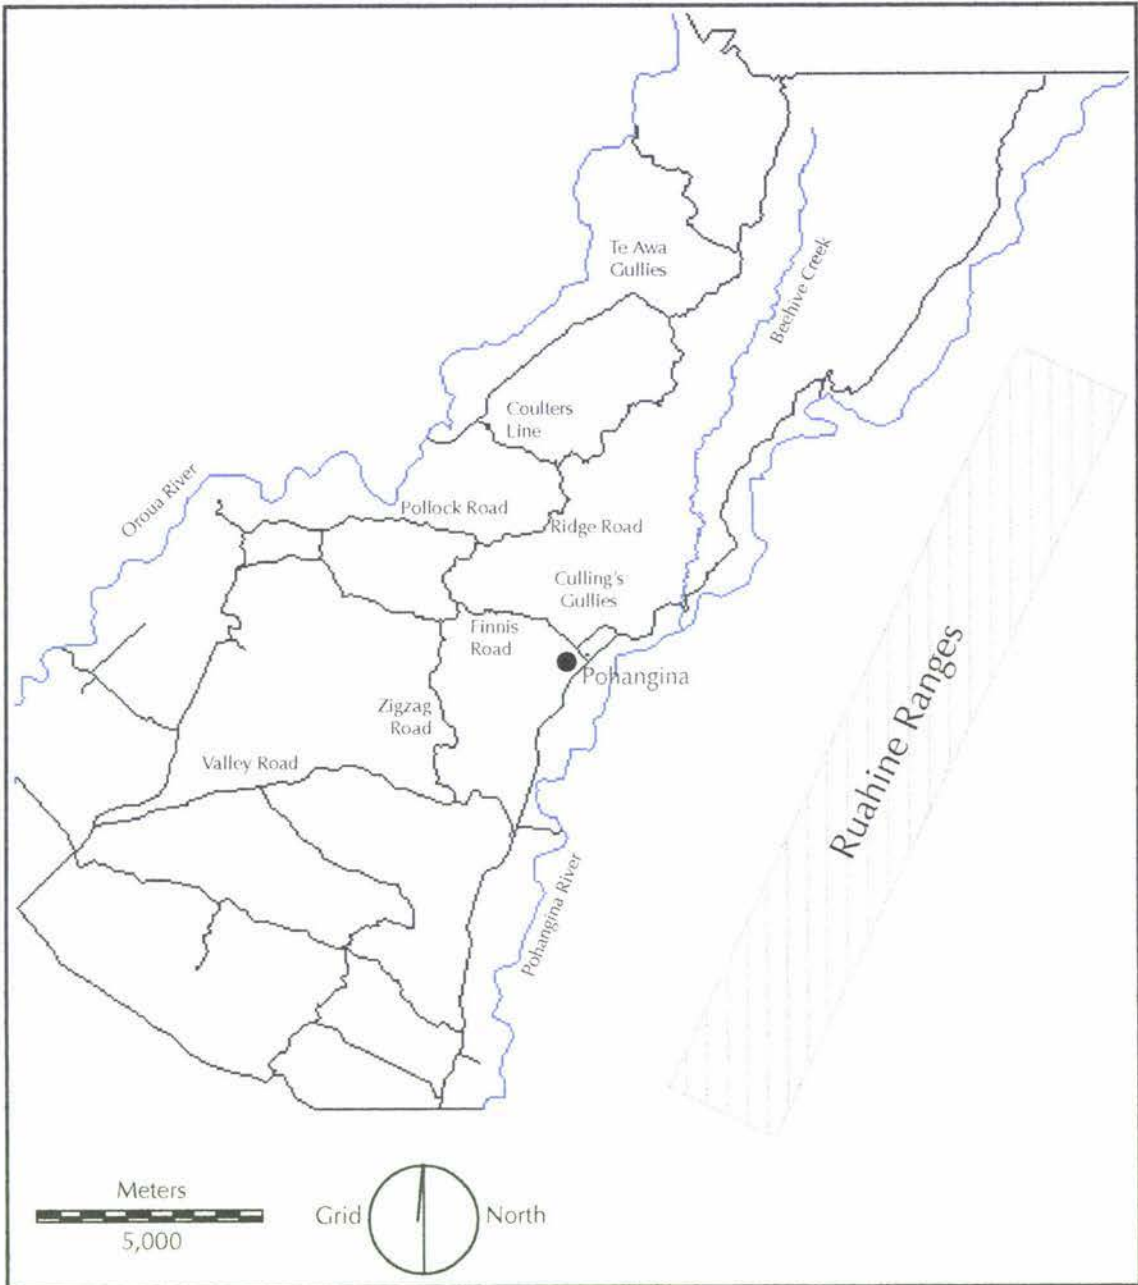 Te Awa
Gullies
Beehive Creek
Coulters
Line
Oroua River
Pollock Road
Ridge Road
Culling's
Gullies
Finnis
Road
Pohangina
Zigzag
Road
Valley Road
Ruahine Ranges
Pohangina River
Meters
5,000
Grid North